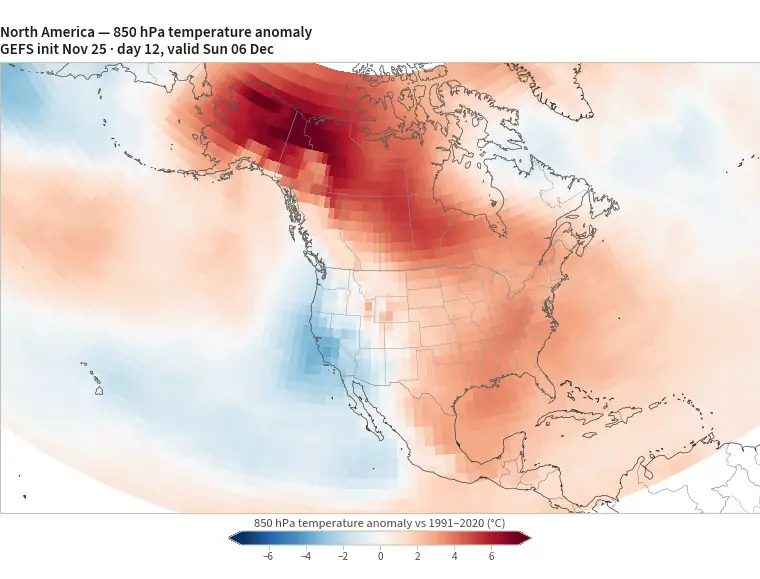 North America — 850 hPa temperature anomaly
GEFS init Nov 25 · day 12, valid Sun 06 Dec
850 hPa temperature anomaly vs 1991–2020 (°C)
−6 −4 −2 0 2 4 6